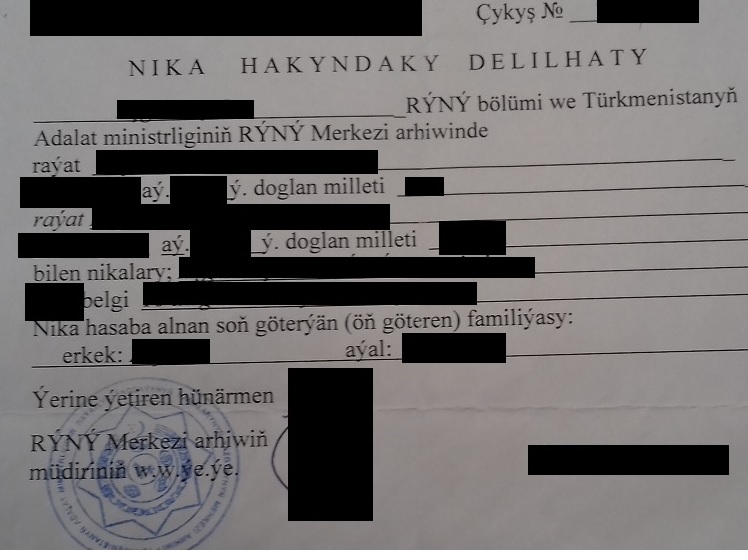 Çykyş №
NIKA HAKYNDAKY DELILHATY
RÝNÝ bölümi we Türkmenistanyň
Adalat ministrliginiň RÝNÝ Merkezi arhiwinde
raýat
aý. ý. doglan milleti
raýat
aý. ý. doglan milleti
bilen nikalary;
belgi
Nika hasaba alnan soň göterýän (öň göteren) familiýasy:
erkek: aýal:
Ýerine ýetiren hünärmen
RÝNÝ Merkezi arhiwiň
müdiriniň w.w.ýe.ýe.